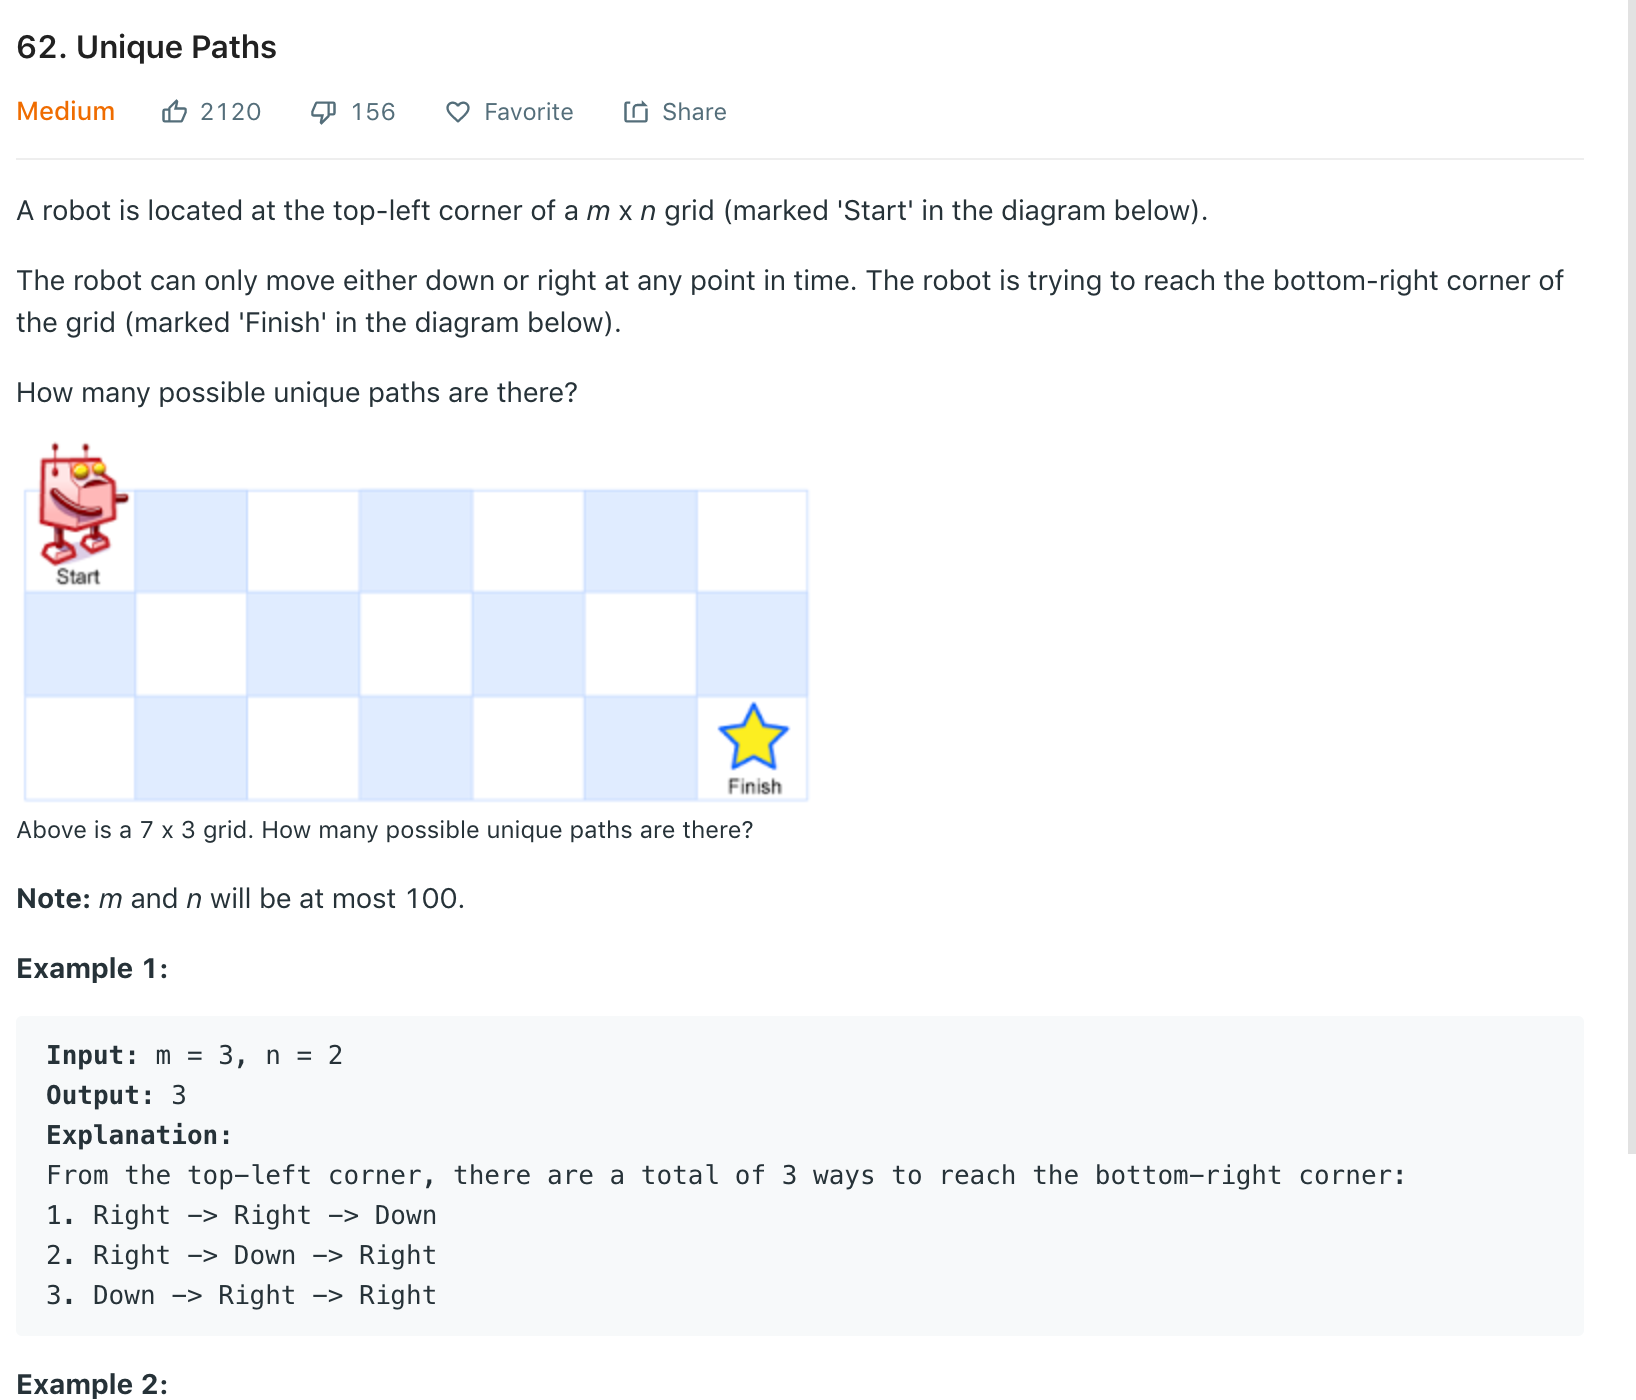 62. Unique Paths
Medium 2120 156 Favorite Share
A robot is located at the top-left corner of a m x n grid (marked 'Start' in the diagram below).
The robot can only move either down or right at any point in time. The robot is trying to reach the bottom-right corner of
the grid (marked 'Finish' in the diagram below).
How many possible unique paths are there?
Start
Finish
Above is a 7 x 3 grid. How many possible unique paths are there?
Note: m and n will be at most 100.
Example 1:
Input: m = 3, n = 2
Output: 3
Explanation:
From the top-left corner, there are a total of 3 ways to reach the bottom-right corner:
1. Right -> Right -> Down
2. Right -> Down -> Right
3. Down -> Right -> Right
Example 2: